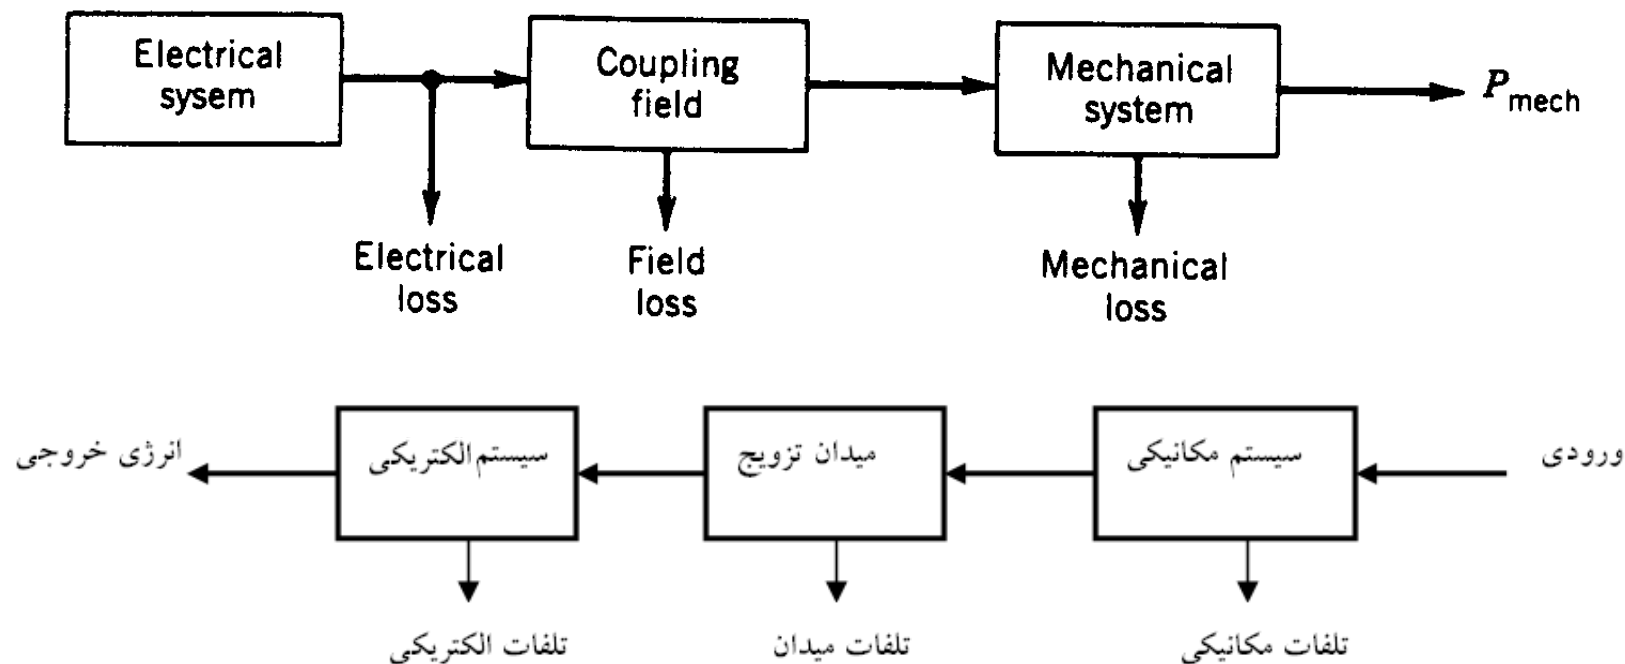 Electrical
sysem
Coupling
field
Mechanical
system
P mech
Electrical
loss
Field
loss
Mechanical
loss
ورودی
سیستم مکانیکی
میدان تزویج
سیستم الکتریکی
انرژی خروجی
تلفات مکانیکی
تلفات میدان
تلفات الکتریکی